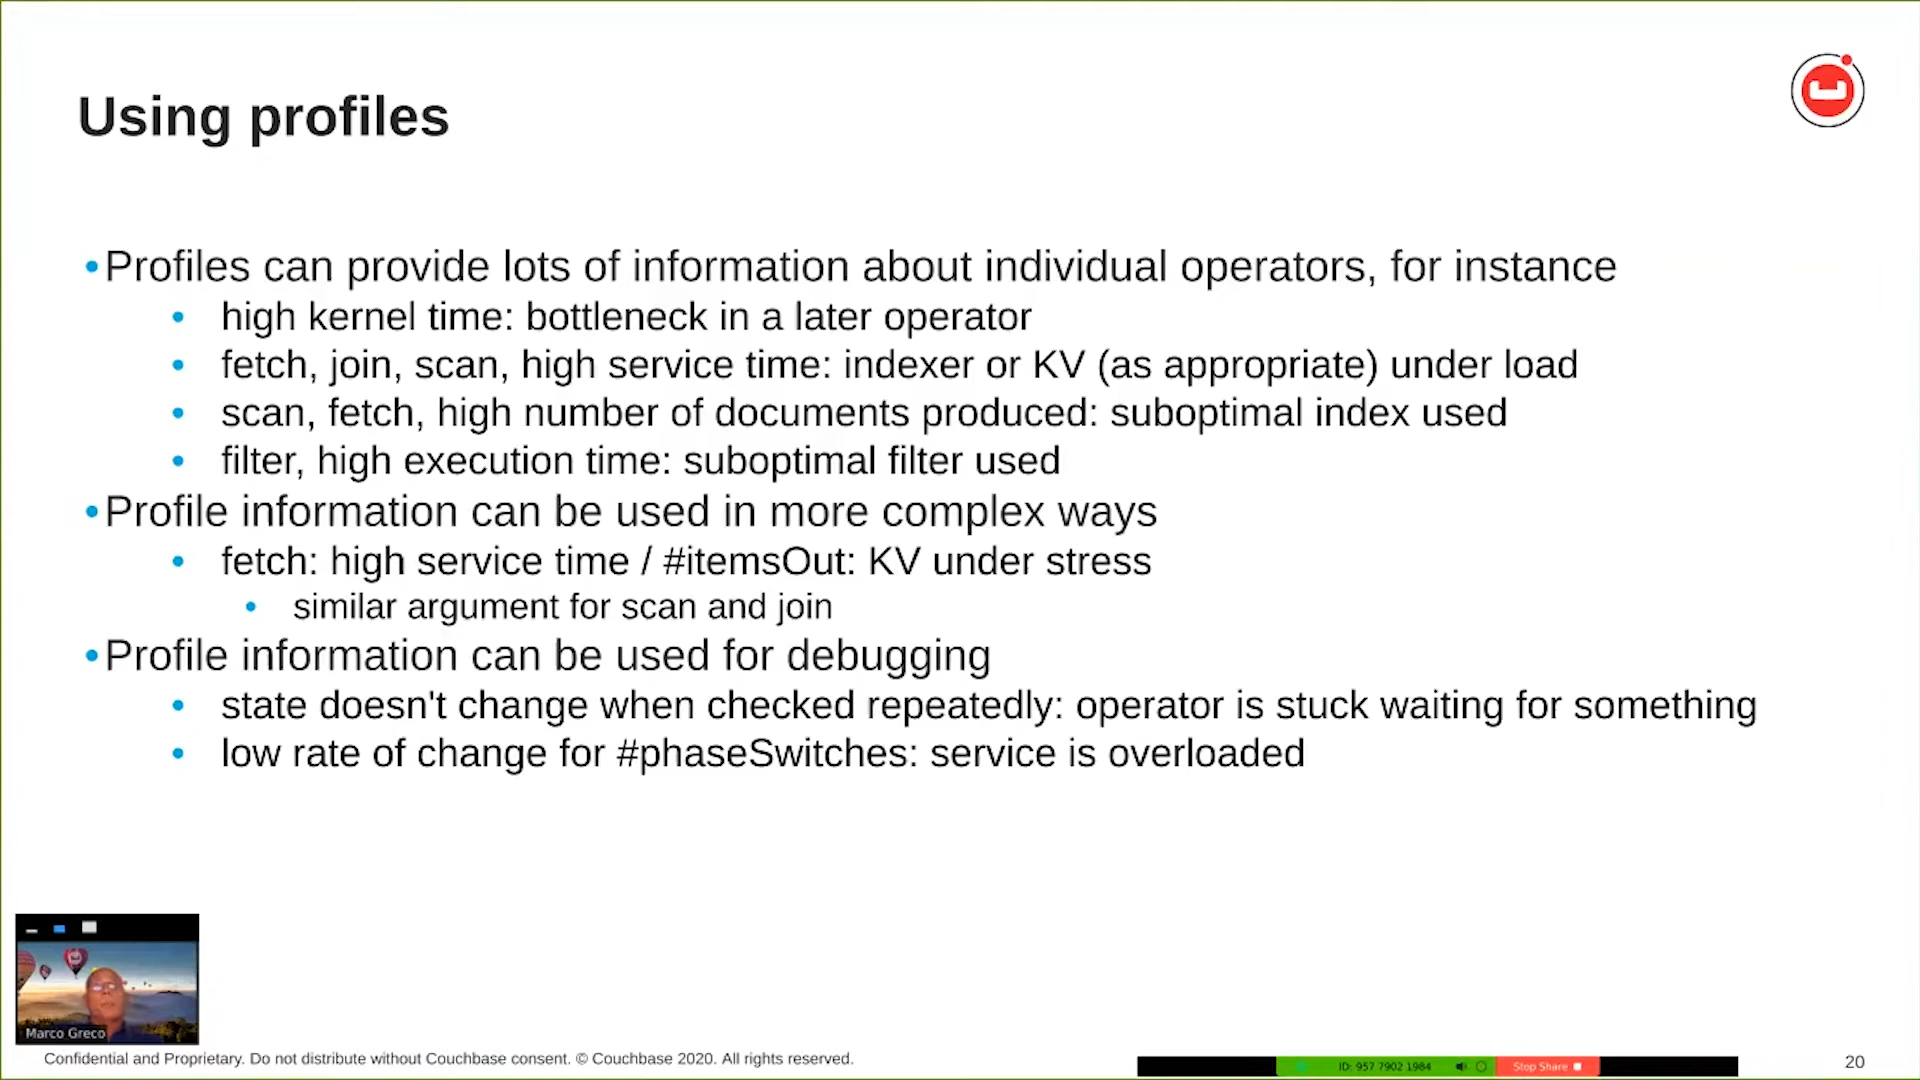 Using profiles
•Profiles can provide lots of information about individual operators, for instance
• high kernel time: bottleneck in a later operator
• fetch, join, scan, high service time: indexer or KV (as appropriate) under load
• scan, fetch, high number of documents produced: suboptimal index used
• filter, high execution time: suboptimal filter used
•Profile information can be used in more complex ways
• fetch: high service time / #itemsOut: KV under stress
• similar argument for scan and join
•Profile information can be used for debugging
• state doesn't change when checked repeatedly: operator is stuck waiting for something
• low rate of change for #phaseSwitches: service is overloaded
Marco Greco
Confidential and Proprietary. Do not distribute without Couchbase consent. © Couchbase 2020. All rights reserved.
ID: 957 7902 1984
Stop Share
20